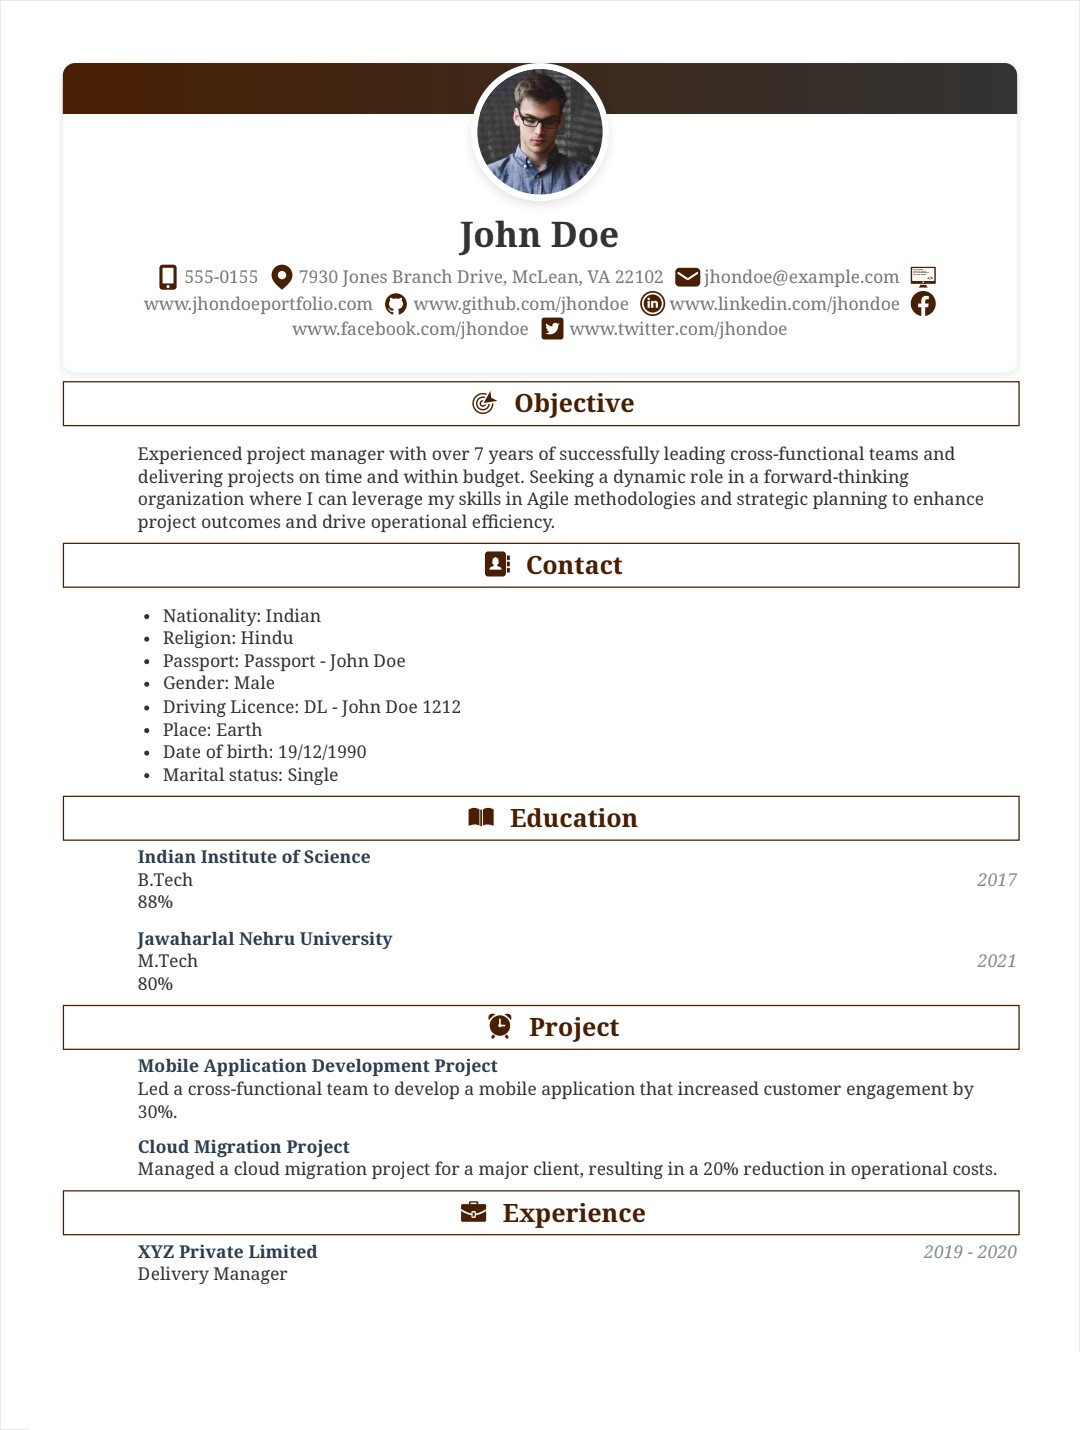 John Doe
555-0155 7930 Jones Branch Drive, McLean, VA 22102 jhondoe@example.com
www.jhondoeportfolio.com www.github.com/jhondoe www.linkedin.com/jhondoe
www.facebook.com/jhondoe www.twitter.com/jhondoe
Objective
Experienced project manager with over 7 years of successfully leading cross-functional teams and
delivering projects on time and within budget. Seeking a dynamic role in a forward-thinking
organization where I can leverage my skills in Agile methodologies and strategic planning to enhance
project outcomes and drive operational efficiency.
Contact
• Nationality: Indian
• Religion: Hindu
• Passport: Passport - John Doe
• Gender: Male
• Driving Licence: DL - John Doe 1212
• Place: Earth
• Date of birth: 19/12/1990
• Marital status: Single
Education
Indian Institute of Science
B.Tech 2017
88%
Jawaharlal Nehru University
M.Tech 2021
80%
Project
Mobile Application Development Project
Led a cross-functional team to develop a mobile application that increased customer engagement by
30%.
Cloud Migration Project
Managed a cloud migration project for a major client, resulting in a 20% reduction in operational costs.
Experience
XYZ Private Limited 2019 - 2020
Delivery Manager